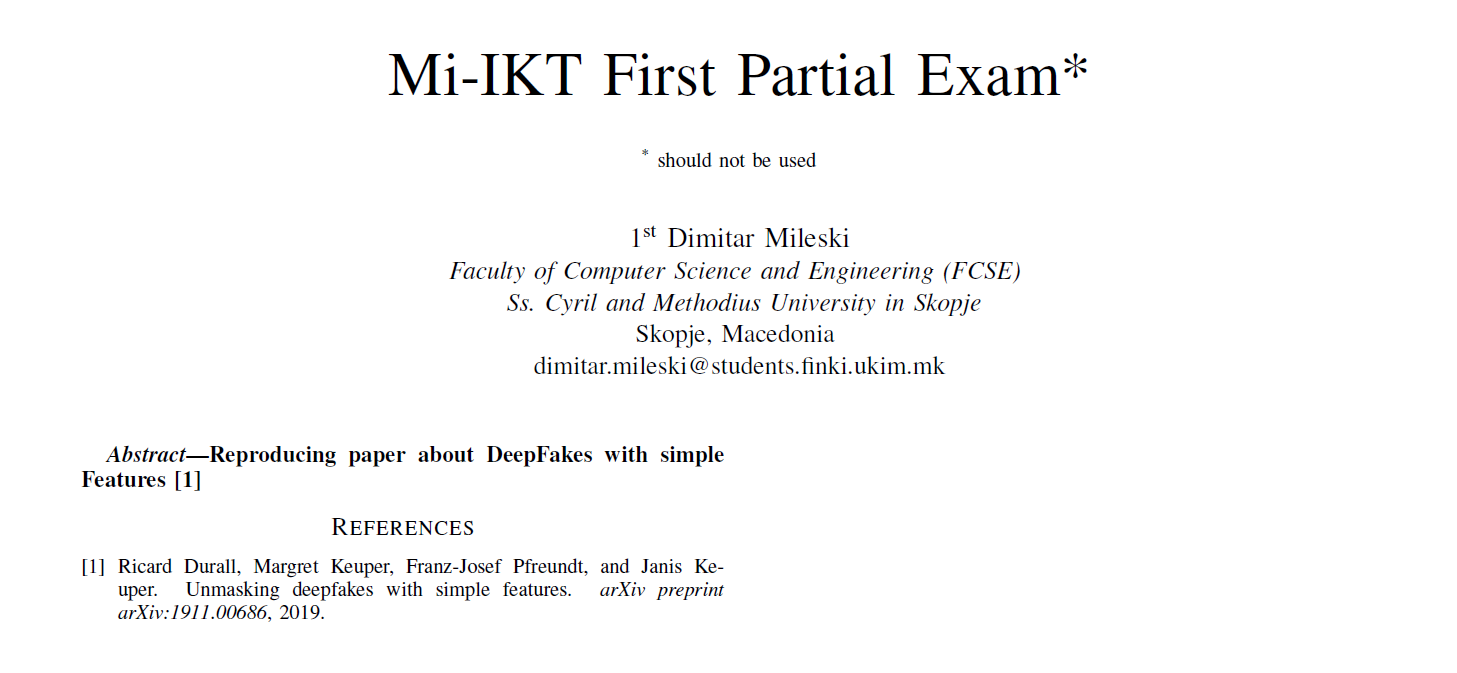 Mi-IKT First Partial Exam*
* should not be used
1st Dimitar Mileski
Faculty of Computer Science and Engineering (FCSE)
Ss. Cyril and Methodius University in Skopje
Skopje, Macedonia
dimitar.mileski@students.finki.ukim.mk
Abstract—Reproducing paper about DeepFakes with simple
Features [1]
REFERENCES
[1] Ricard Durall, Margret Keuper, Franz-Josef Pfreundt, and Janis Ke-
uper. Unmasking deepfakes with simple features. arXiv preprint
arXiv:1911.00686, 2019.